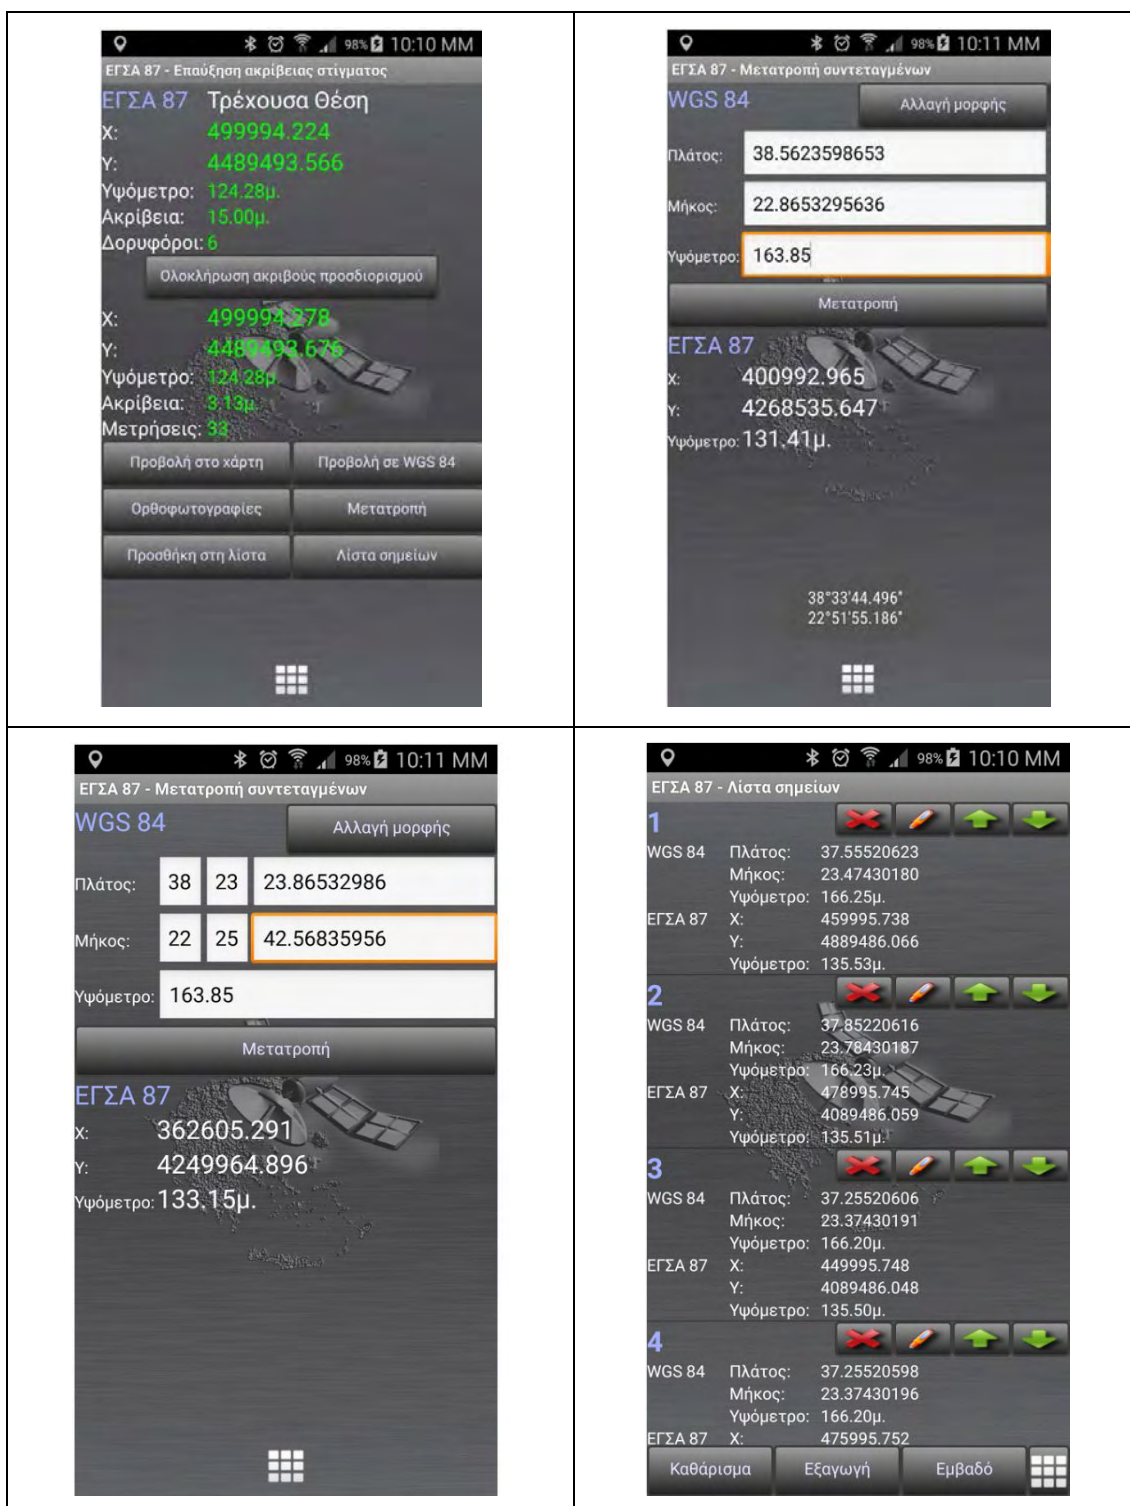 98% 10:10 ΜΜ
ΕΓΣΑ 87 - Επαύξηση ακρίβειας στίγματος
ΕΓΣΑ 87 Τρέχουσα Θέση
X: 499994.224
Y: 4489493.566
Υψόμετρο: 124.28μ.
Ακρίβεια: 15.00μ.
Δορυφόροι: 6
Ολοκλήρωση ακριβούς προσδιορισμού
X: 499994.278
Y: 4489493.676
Υψόμετρο: 124.28μ.
Ακρίβεια: 3.13μ.
Μετρήσεις: 33
Προβολή στο χάρτη Προβολή σε WGS 84
Ορθοφωτογραφίες Μετατροπή
Προσθήκη στη λίστα Λίστα σημείων
98% 10:11 ΜΜ
ΕΓΣΑ 87 - Μετατροπή συντεταγμένων
WGS 84 Αλλαγή μορφής
Πλάτος: 38.5623598653
Μήκος: 22.8653295636
Υψόμετρο: 163.85
Μετατροπή
ΕΓΣΑ 87
X: 400992.965
Y: 4268535.647
Υψόμετρο: 131.41μ.
38°33'44.496"
22°51'55.186"
98% 10:11 ΜΜ
ΕΓΣΑ 87 - Μετατροπή συντεταγμένων
WGS 84 Αλλαγή μορφής
Πλάτος: 38 23 23.86532986
Μήκος: 22 25 42.56835956
Υψόμετρο: 163.85
Μετατροπή
ΕΓΣΑ 87
X: 362605.291
Y: 4249964.896
Υψόμετρο: 133.15μ.
98% 10:10 ΜΜ
ΕΓΣΑ 87 - Λίστα σημείων
1
WGS 84 Πλάτος: 37.55520623
Μήκος: 23.47430180
Υψόμετρο: 166.25μ.
ΕΓΣΑ 87 X: 459995.738
Y: 4889486.066
Υψόμετρο: 135.53μ.
2
WGS 84 Πλάτος: 37.85220616
Μήκος: 23.78430187
Υψόμετρο: 166.23μ.
ΕΓΣΑ 87 X: 478995.745
Y: 4089486.059
Υψόμετρο: 135.51μ.
3
WGS 84 Πλάτος: 37.25520606
Μήκος: 23.37430191
Υψόμετρο: 166.20μ.
ΕΓΣΑ 87 X: 449995.748
Y: 4089486.048
Υψόμετρο: 135.50μ.
4
WGS 84 Πλάτος: 37.25520598
Μήκος: 23.37430196
Υψόμετρο: 166.20μ.
ΕΓΣΑ 87 X: 475995.752
Καθάρισμα Εξαγωγή Εμβαδό